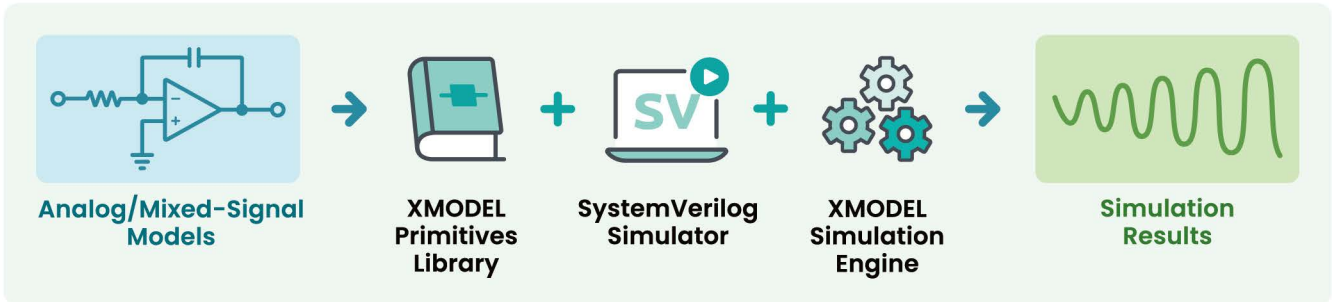 SV
Analog/Mixed-Signal
Models
XMODEL
Primitives
Library
SystemVerilog
Simulator
XMODEL
Simulation
Engine
Simulation
Results